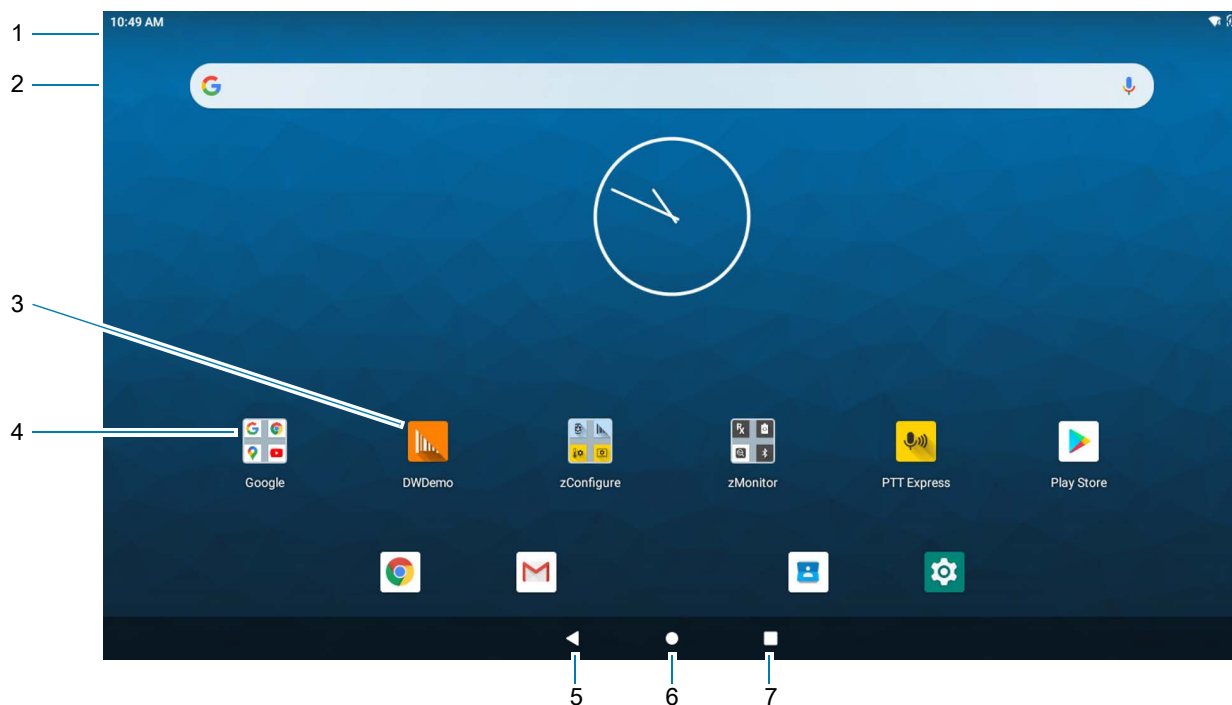 10:49 AM
1
2
3
4
Google
DWDemo
zConfigure
zMonitor
PTT Express
Play Store
5
6
7